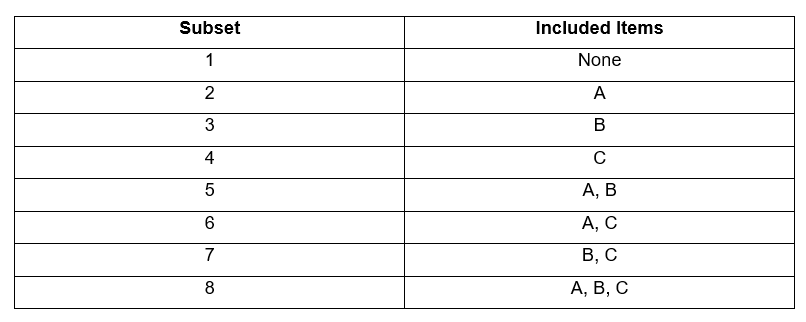 Subset Included Items
1 None
2 A
3 B
4 C
5 A, B
6 A, C
7 B, C
8 A, B, C